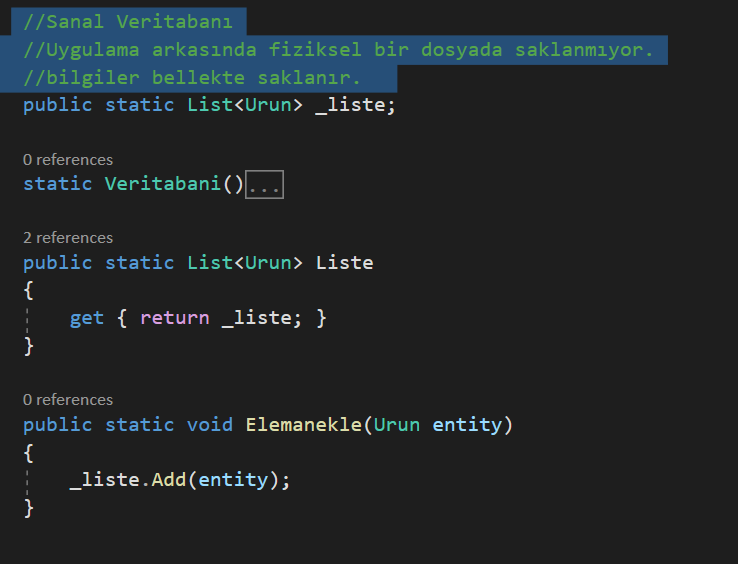 //Sanal Veritabanı
//Uygulama arkasında fiziksel bir dosyada saklanmıyor.
//bilgiler bellekte saklanır.
public static List<Urun> _liste;
0 references
static Veritabani()...
2 references
public static List<Urun> Liste
{
get { return _liste; }
}
0 references
public static void Elemanekle(Urun entity)
{
_liste.Add(entity);
}